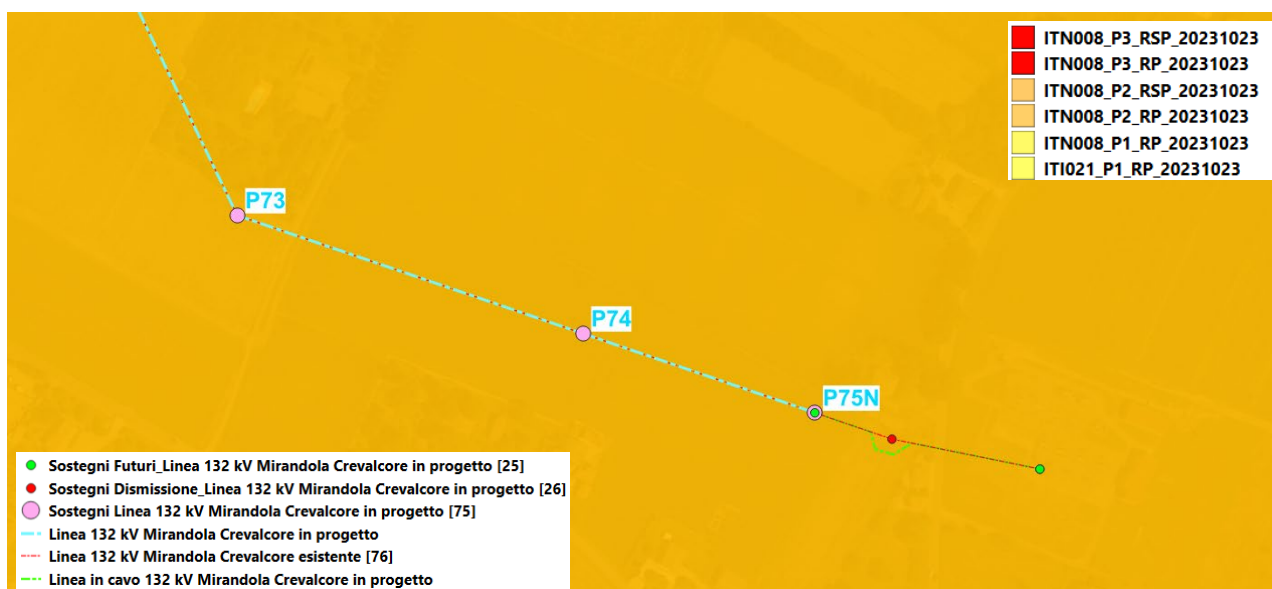 ITN008_P3_RSP_20231023
ITN008_P3_RP_20231023
ITN008_P2_RSP_20231023
ITN008_P2_RP_20231023
ITN008_P1_RP_20231023
ITI021_P1_RP_20231023
P73
P74
P75N
Sostegni Futuri_Linea 132 kV Mirandola Crevalcore in progetto [25]
Sostegni Dismissione_Linea 132 kV Mirandola Crevalcore in progetto [26]
Sostegni Linea 132 kV Mirandola Crevalcore in progetto [75]
Linea 132 kV Mirandola Crevalcore in progetto
Linea 132 kV Mirandola Crevalcore esistente [76]
Linea in cavo 132 kV Mirandola Crevalcore in progetto